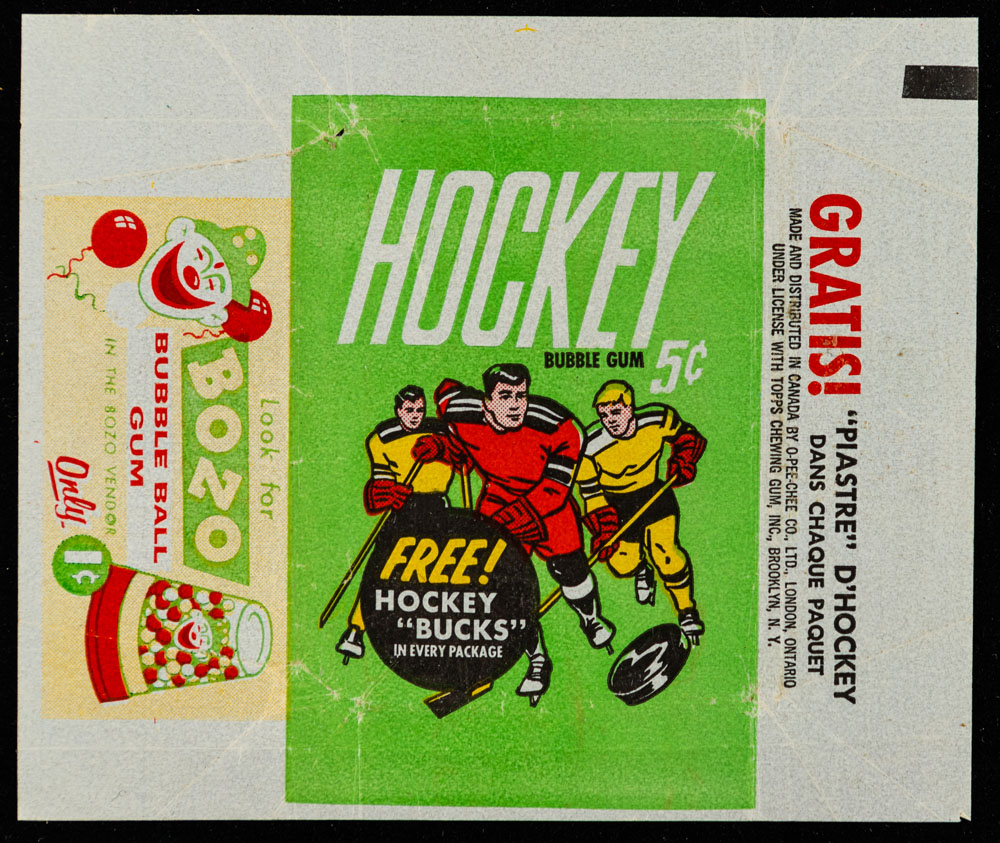 HOCKEY
BUBBLE GUM
5¢
FREE!
HOCKEY
“BUCKS”
IN EVERY PACKAGE
Look for
BOZO
BUBBLE BALL
GUM
IN THE BOZO VENDOR
Only
1¢
GRATIS! “PIASTRE” D’HOCKEY
DANS CHAQUE PAQUET
MADE AND DISTRIBUTED IN CANADA BY O-PEE-CHEE CO., LTD., LONDON, ONTARIO
UNDER LICENSE WITH TOPPS CHEWING GUM, INC., BROOKLYN, N. Y.